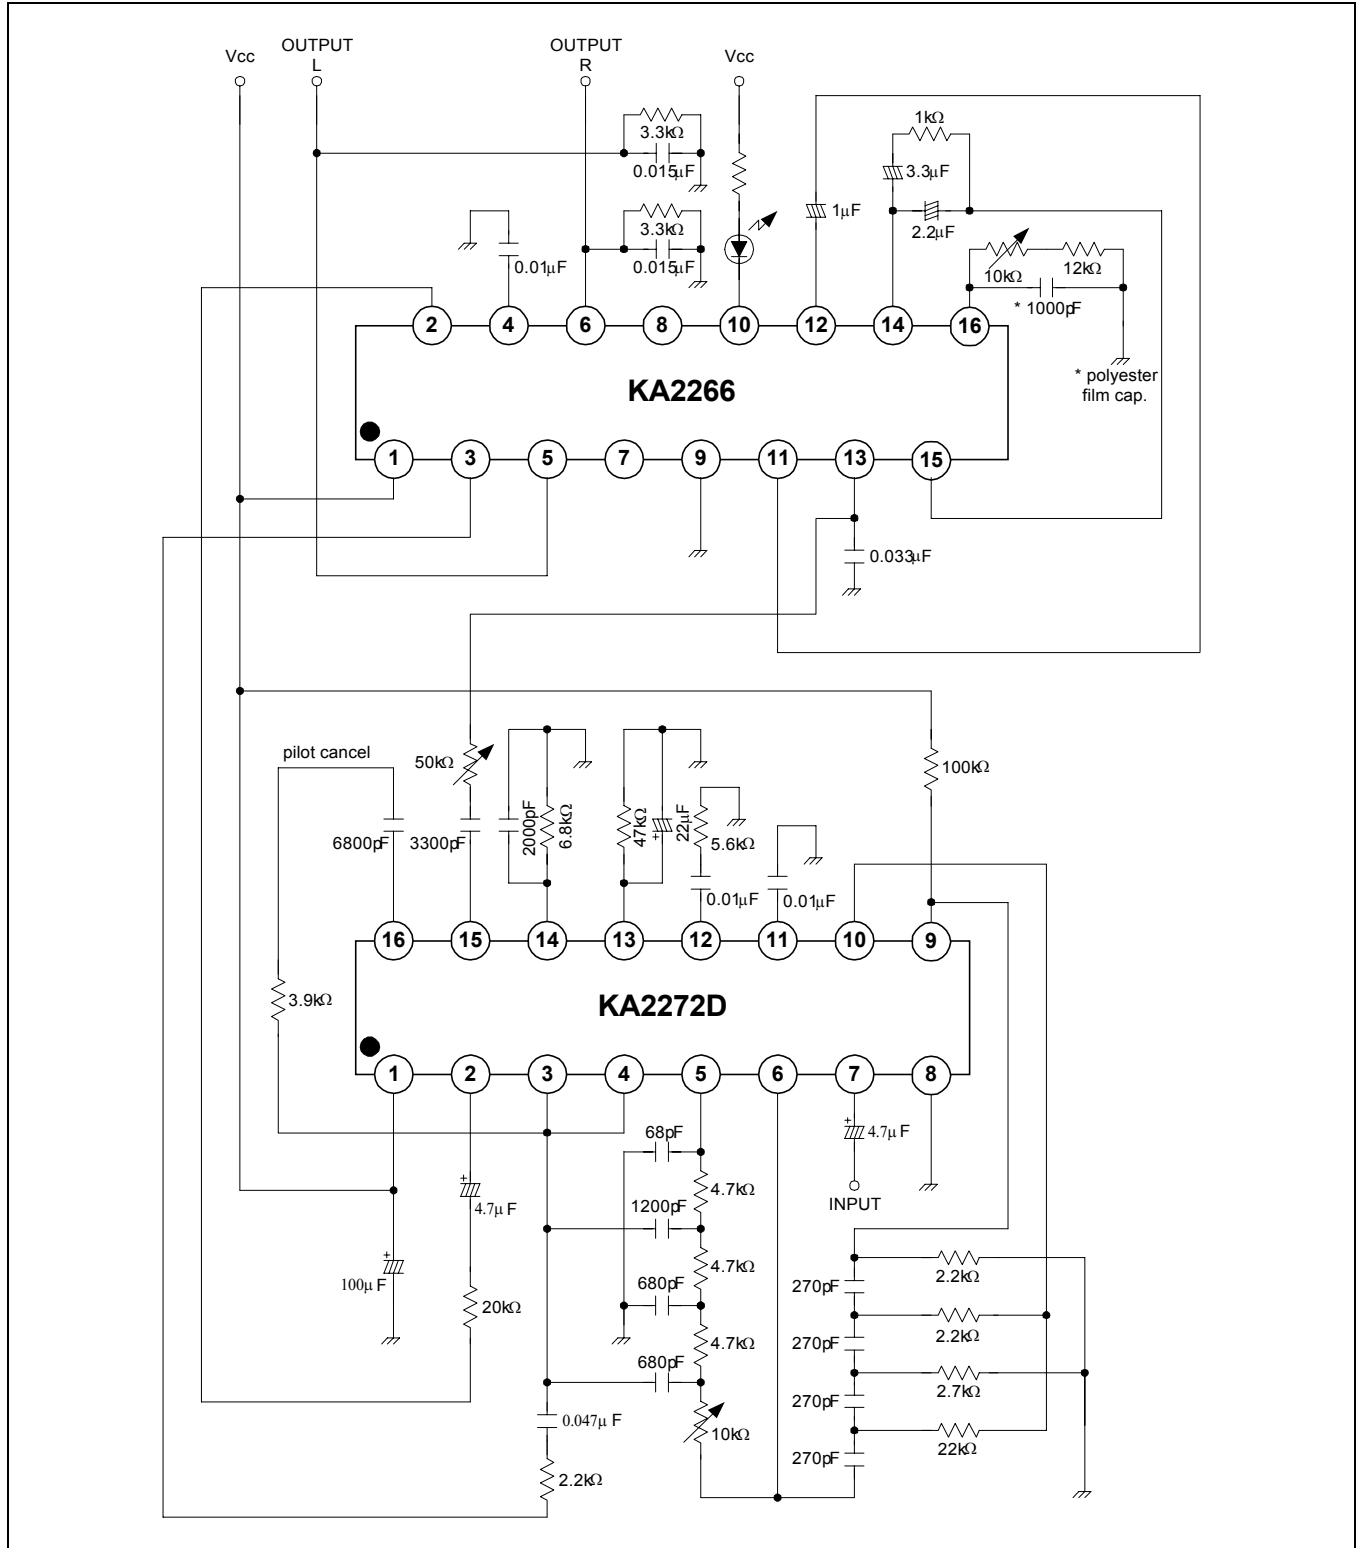 Vcc
OUTPUT
L
OUTPUT
R
Vcc
3.3kΩ
0.015μF
3.3kΩ
0.015μF
0.01μF
1μF
1kΩ
3.3μF
2.2μF
10kΩ
12kΩ
* 1000pF
* polyester
film cap.
2
4
6
8
10
12
14
16
KA2266
1
3
5
7
9
11
13
15
0.033μF
pilot cancel
50kΩ
6800pF
3300pF
2000pF
6.8kΩ
47kΩ
22μF
+
5.6kΩ
0.01μF
0.01μF
100kΩ
16
15
14
13
12
11
10
9
3.9kΩ
KA2272D
1
2
3
4
5
6
7
8
+
4.7μF
INPUT
68pF
4.7kΩ
+
4.7μF
1200pF
4.7kΩ
+
100μF
20kΩ
680pF
4.7kΩ
680pF
10kΩ
0.047μF
2.2kΩ
270pF
2.2kΩ
270pF
2.2kΩ
270pF
2.7kΩ
270pF
22kΩ